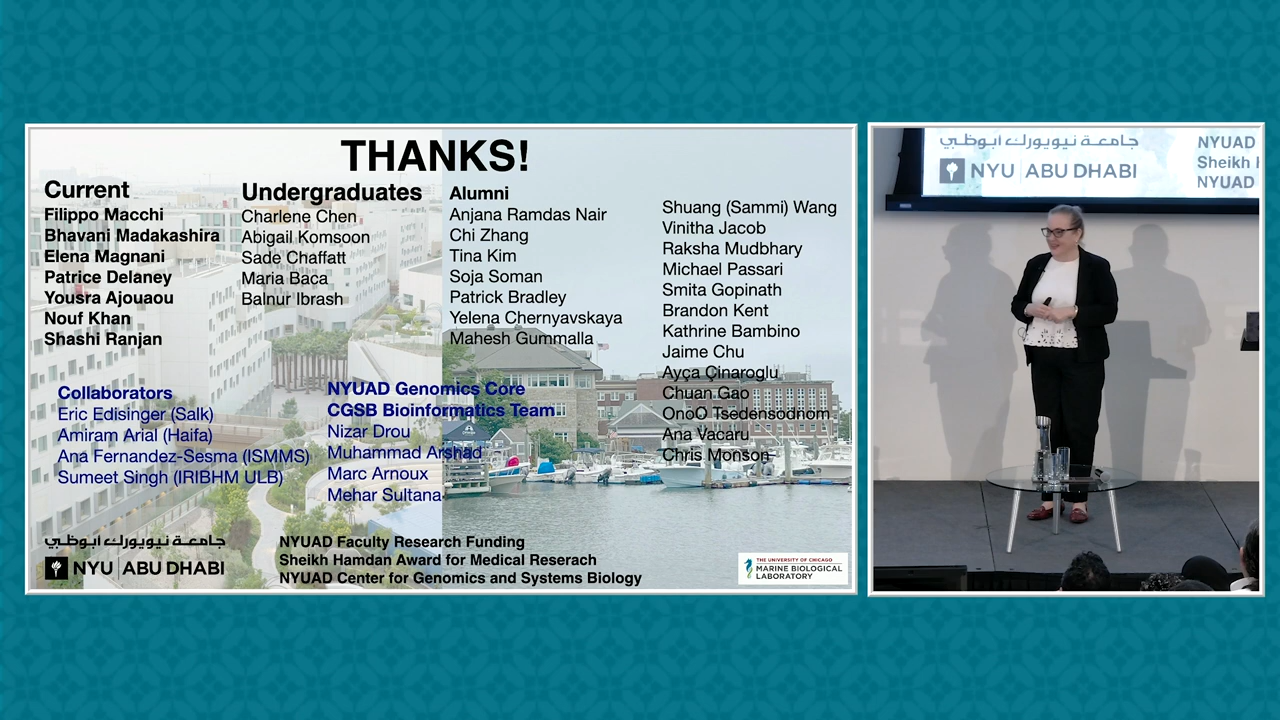 THANKS!
Current
Filippo Macchi
Bhavani Madakashira
Elena Magnani
Patrice Delaney
Yousra Ajouaou
Nouf Khan
Shashi Ranjan
Undergraduates
Charlene Chen
Abigail Komsoon
Sade Chaffatt
Maria Baca
Balnur Ibrash
Alumni
Anjana Ramdas Nair
Chi Zhang
Tina Kim
Soja Soman
Patrick Bradley
Yelena Chernyavskaya
Mahesh Gummalla
Shuang (Sammi) Wang
Vinitha Jacob
Raksha Mudbhary
Michael Passari
Smita Gopinath
Brandon Kent
Kathrine Bambino
Jaime Chu
Ayça Çinaroglu
Chuan Gao
OnoO Tsedensodnom
Ana Vacaru
Chris Monson
Collaborators
Eric Edisinger (Salk)
Amiram Arial (Haifa)
Ana Fernandez-Sesma (ISMMS)
Sumeet Singh (IRIBHM ULB)
NYUAD Genomics Core
CGSB Bioinformatics Team
Nizar Drou
Muhammad Arshad
Marc Arnoux
Mehar Sultana
جامعة نيويورك أبوظبي
NYU ABU DHABI
NYUAD Faculty Research Funding
Sheikh Hamdan Award for Medical Reserach
NYUAD Center for Genomics and Systems Biology
THE UNIVERSITY OF CHICAGO
MARINE BIOLOGICAL
LABORATORY
جامعة نيويورك أبوظبي
NYU ABU DHABI
NYUAD
Sheikh
NYUAD